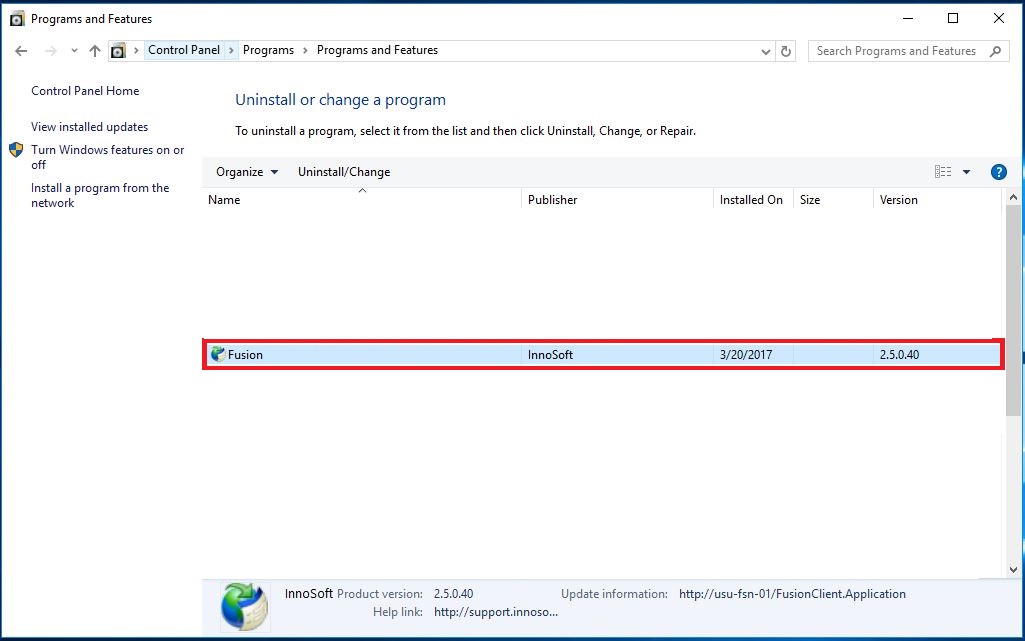 Programs and Features
Control Panel Programs Programs and Features
Search Programs and Features
Control Panel Home
View installed updates
Turn Windows features on or
off
Install a program from the
network
Uninstall or change a program
To uninstall a program, select it from the list and then click Uninstall, Change, or Repair.
Organize Uninstall/Change
?
Name Publisher Installed On Size Version
Fusion InnoSoft 3/20/2017 2.5.0.40
InnoSoft Product version: 2.5.0.40 Update information: http://usu-fsn-01/FusionClient.Application
Help link: http://support.innoso...